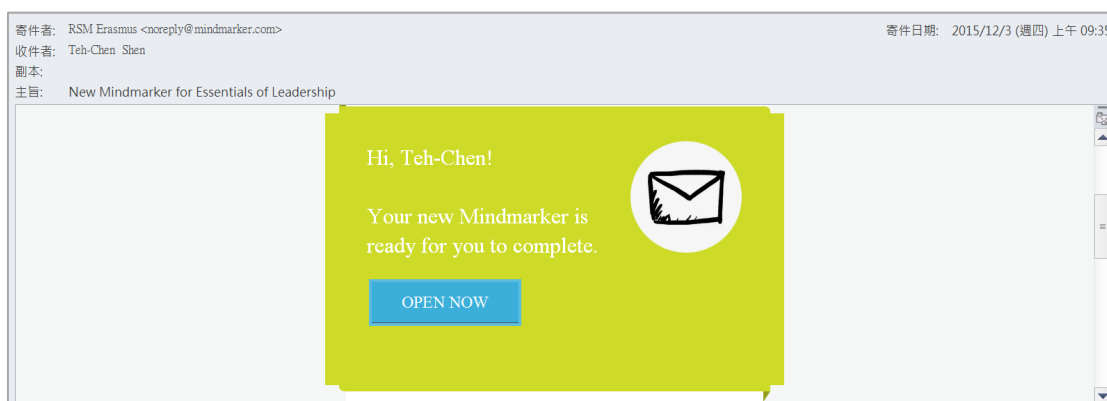 寄件者: RSM Erasmus <noreply@mindmarker.com> 寄件日期: 2015/12/3 (週四) 上午 09:35
收件者: Teh-Chen Shen
副本:
主旨: New Mindmarker for Essentials of Leadership
Hi, Teh-Chen!
Your new Mindmarker is
ready for you to complete.
OPEN NOW